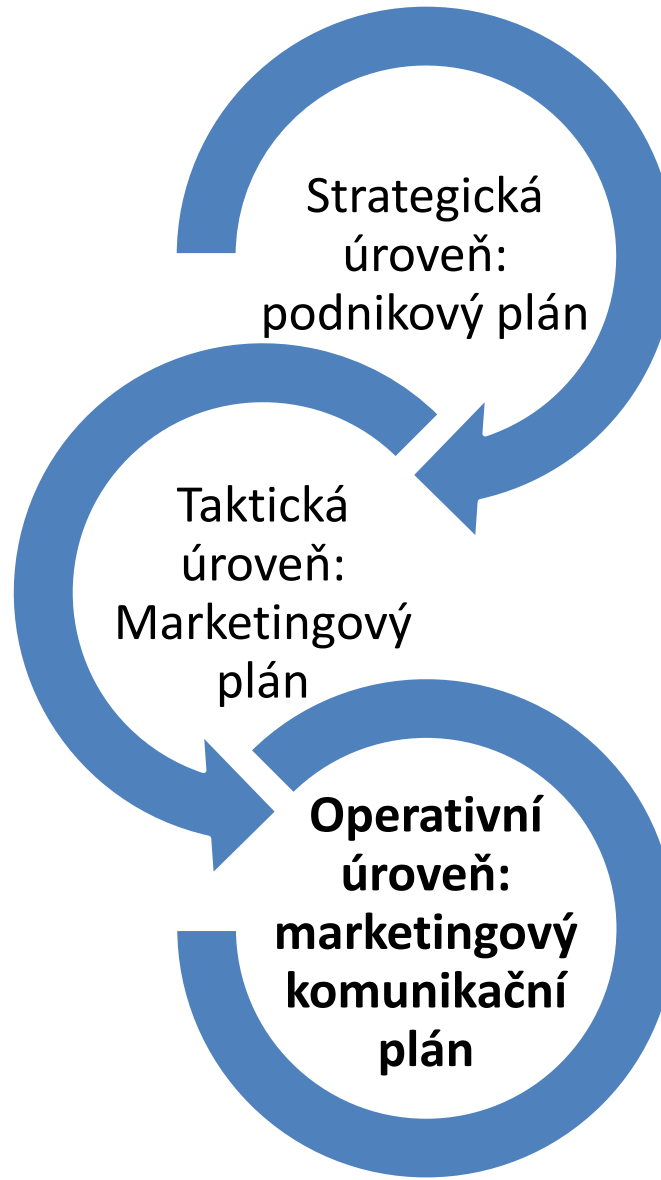 Strategická
úroveň:
podnikový plán
Taktická
úroveň:
Marketingový
plán
Operativní
úroveň:
marketingový
komunikační
plán